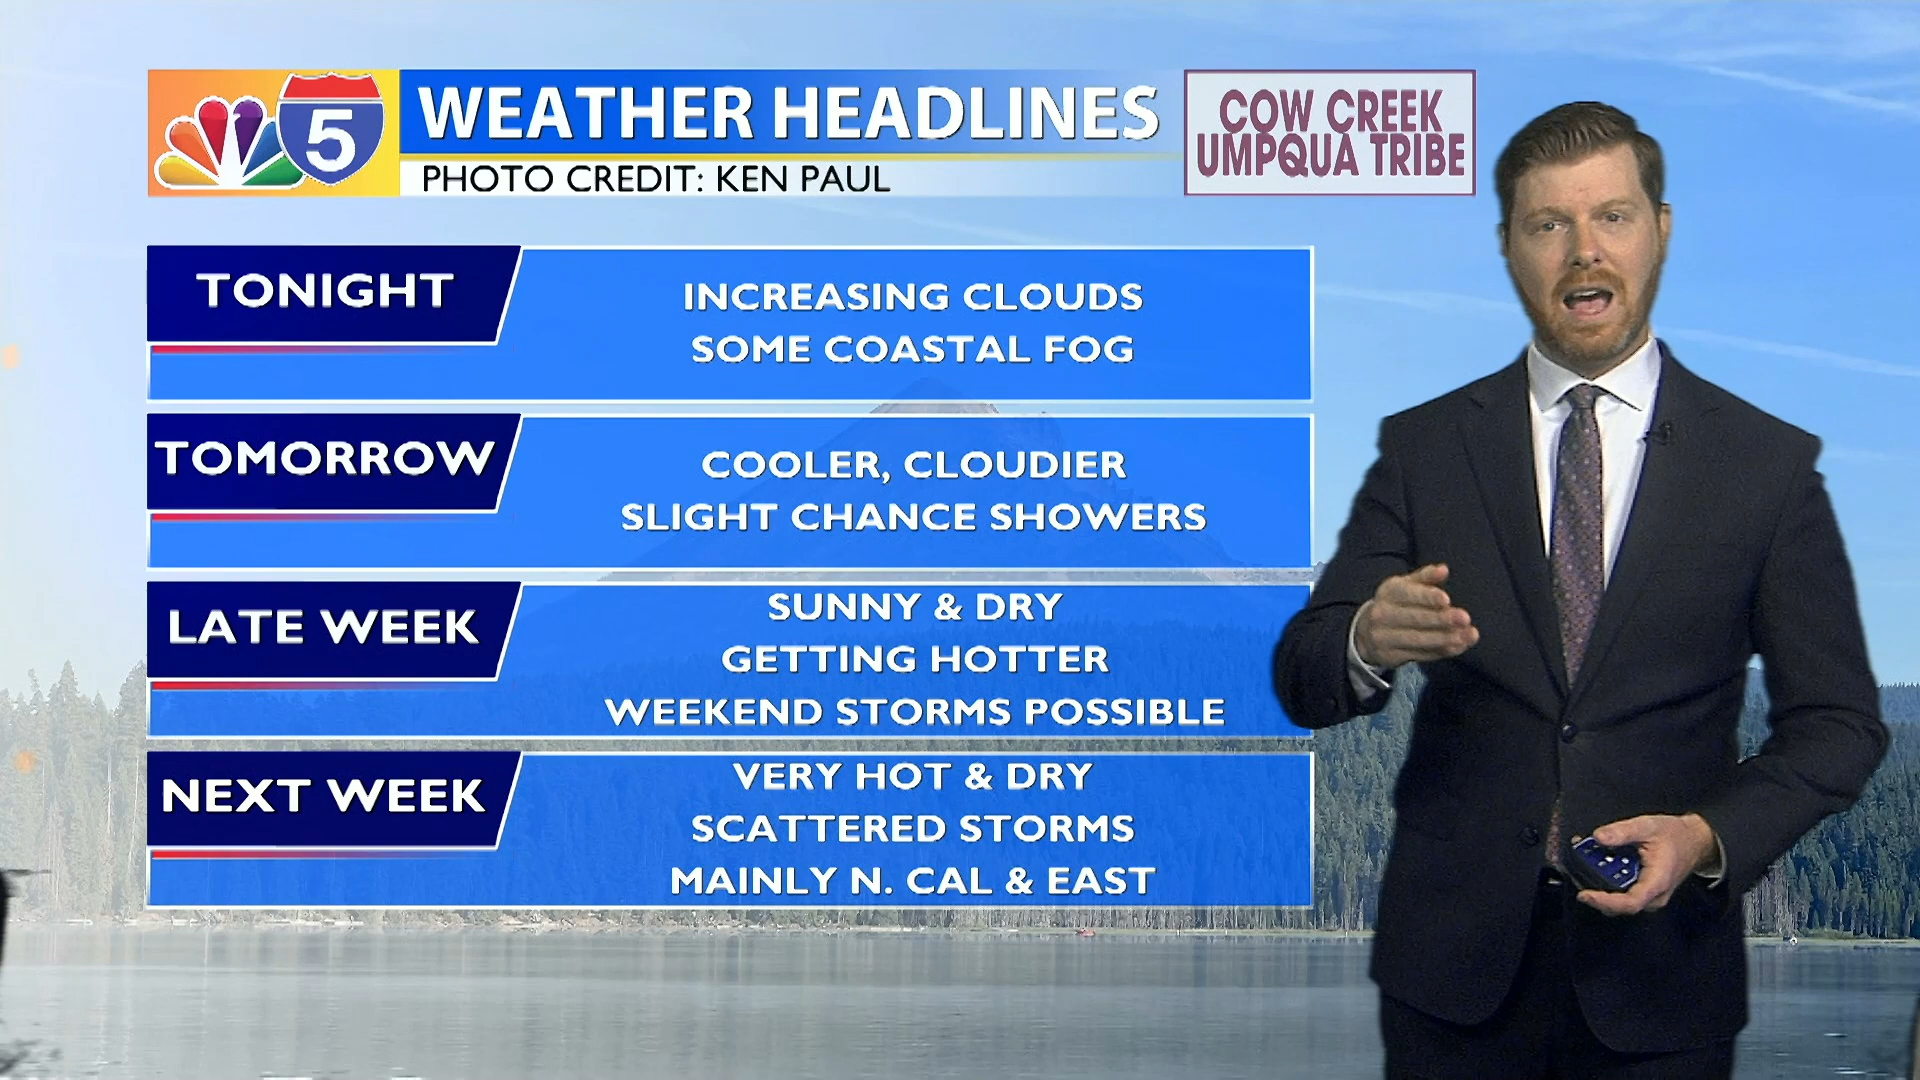 5
WEATHER HEADLINES
PHOTO CREDIT: KEN PAUL
COW CREEK
UMPQUA TRIBE
TONIGHT
INCREASING CLOUDS
SOME COASTAL FOG
TOMORROW
COOLER, CLOUDIER
SLIGHT CHANCE SHOWERS
LATE WEEK
SUNNY & DRY
GETTING HOTTER
WEEKEND STORMS POSSIBLE
NEXT WEEK
VERY HOT & DRY
SCATTERED STORMS
MAINLY N. CAL & EAST